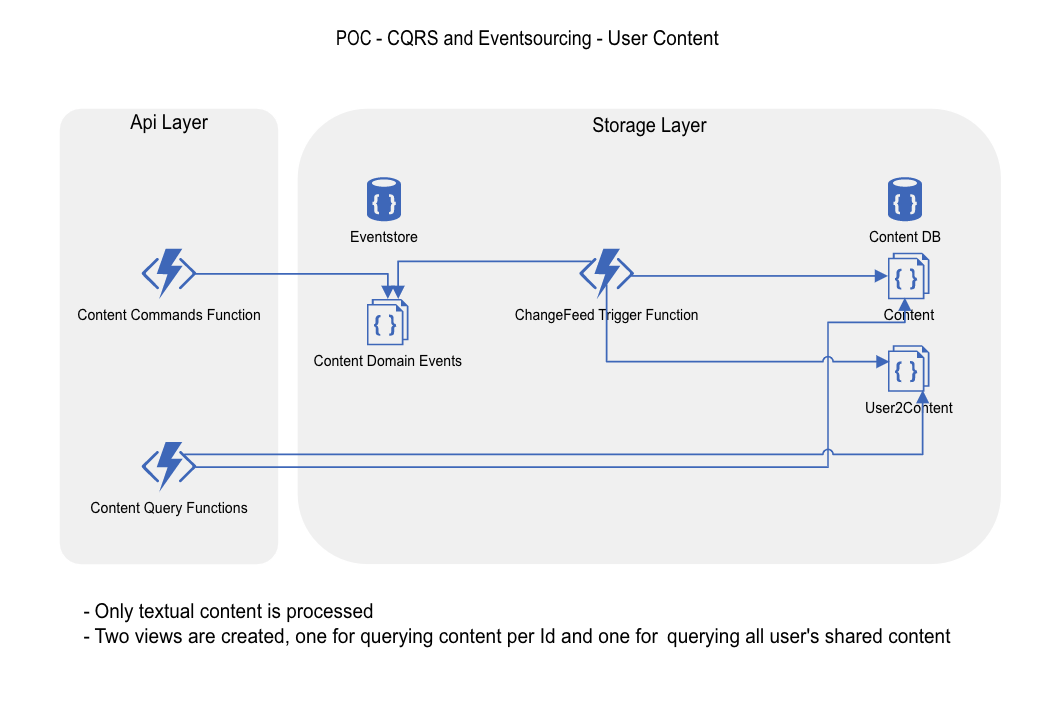 POC - CQRS and Eventsourcing - User Content
Api Layer
Storage Layer
{ }
{ }
Eventstore
Content DB
{ }
Content Commands Function
ChangeFeed Trigger Function
Content
{ }
Content Domain Events
{ }
User2Content
Content Query Functions
- Only textual content is processed
- Two views are created, one for querying content per Id and one for  querying all user's shared content